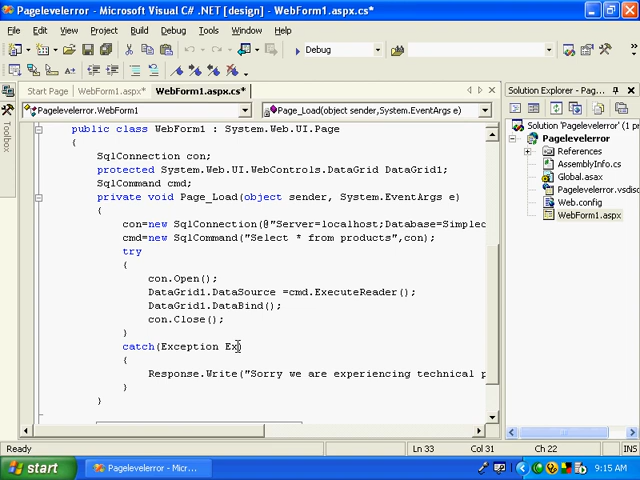 Pagelevelerror - Microsoft Visual C# .NET [design] - WebForm1.aspx.cs*
File Edit View Project Build Debug Tools Window Help
Debug
Start Page WebForm1.aspx* WebForm1.aspx.cs*
Pagelevelerror.WebForm1 Page_Load(object sender,System.EventArgs e)
public class WebForm1 : System.Web.UI.Page
{
SqlConnection con;
protected System.Web.UI.WebControls.DataGrid DataGrid1;
SqlCommand cmd;
private void Page_Load(object sender, System.EventArgs e)
{
con=new SqlConnection(@"Server=localhost;Database=Simplec
cmd=new SqlCommand("Select * from products",con);
try
{
con.Open();
DataGrid1.DataSource =cmd.ExecuteReader();
DataGrid1.DataBind();
con.Close();
}
catch(Exception Ex)
{
Response.Write("Sorry we are experiencing technical p
}
}
Toolbox
Solution Explorer - Pag...
Solution 'Pagelevelerror' (1 pr
Pagelevelerror
References
AssemblyInfo.cs
Global.asax
Pagelevelerror.vsdisc
Web.config
WebForm1.aspx
Ready Ln 33 Col 31 Ch 22 INS
start Pagelevelerror - Micr... 9:15 AM